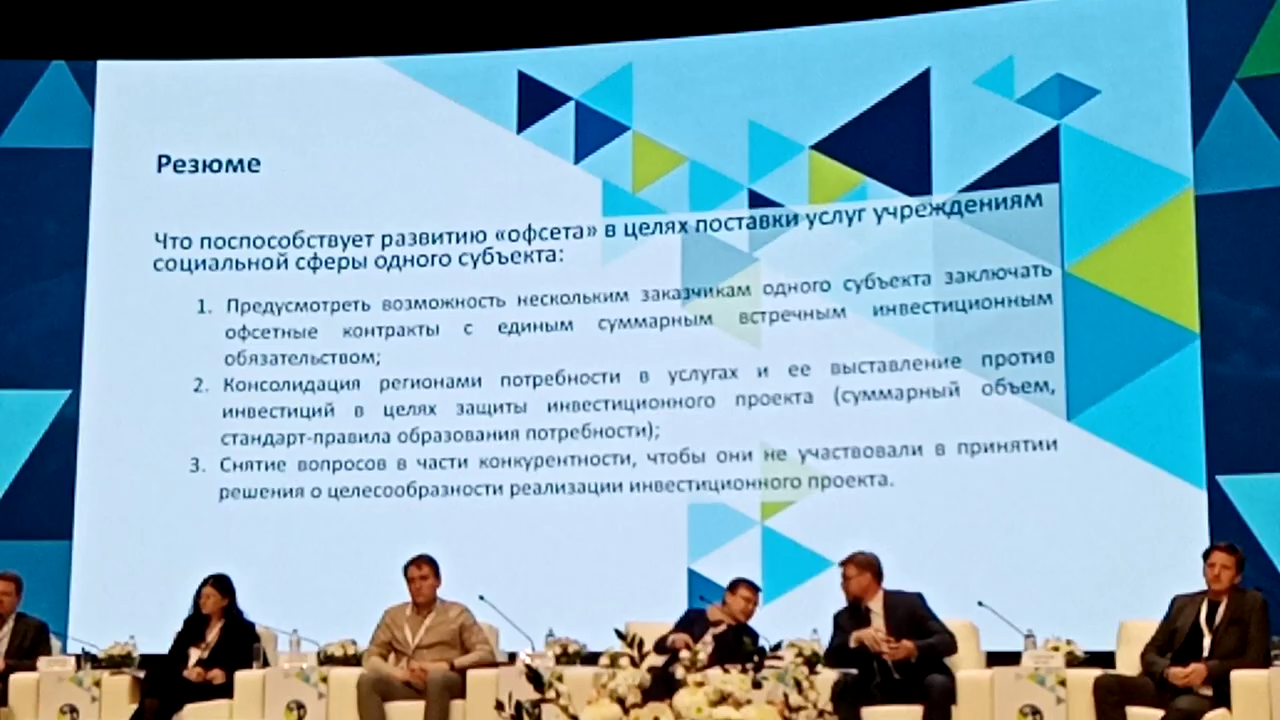 Резюме
Что поспособствует развитию «офсета» в целях поставки услуг учреждениям
социальной сферы одного субъекта:
1. Предусмотреть возможность нескольким заказчикам одного субъекта заключать
офсетные контракты с единым суммарным встречным инвестиционным
обязательством;
2. Консолидация регионами потребности в услугах и ее выставление против
инвестиций в целях защиты инвестиционного проекта (суммарный объем,
стандарт-правила образования потребности);
3. Снятие вопросов в части конкурентности, чтобы они не участвовали в принятии
решения о целесообразности реализации инвестиционного проекта.